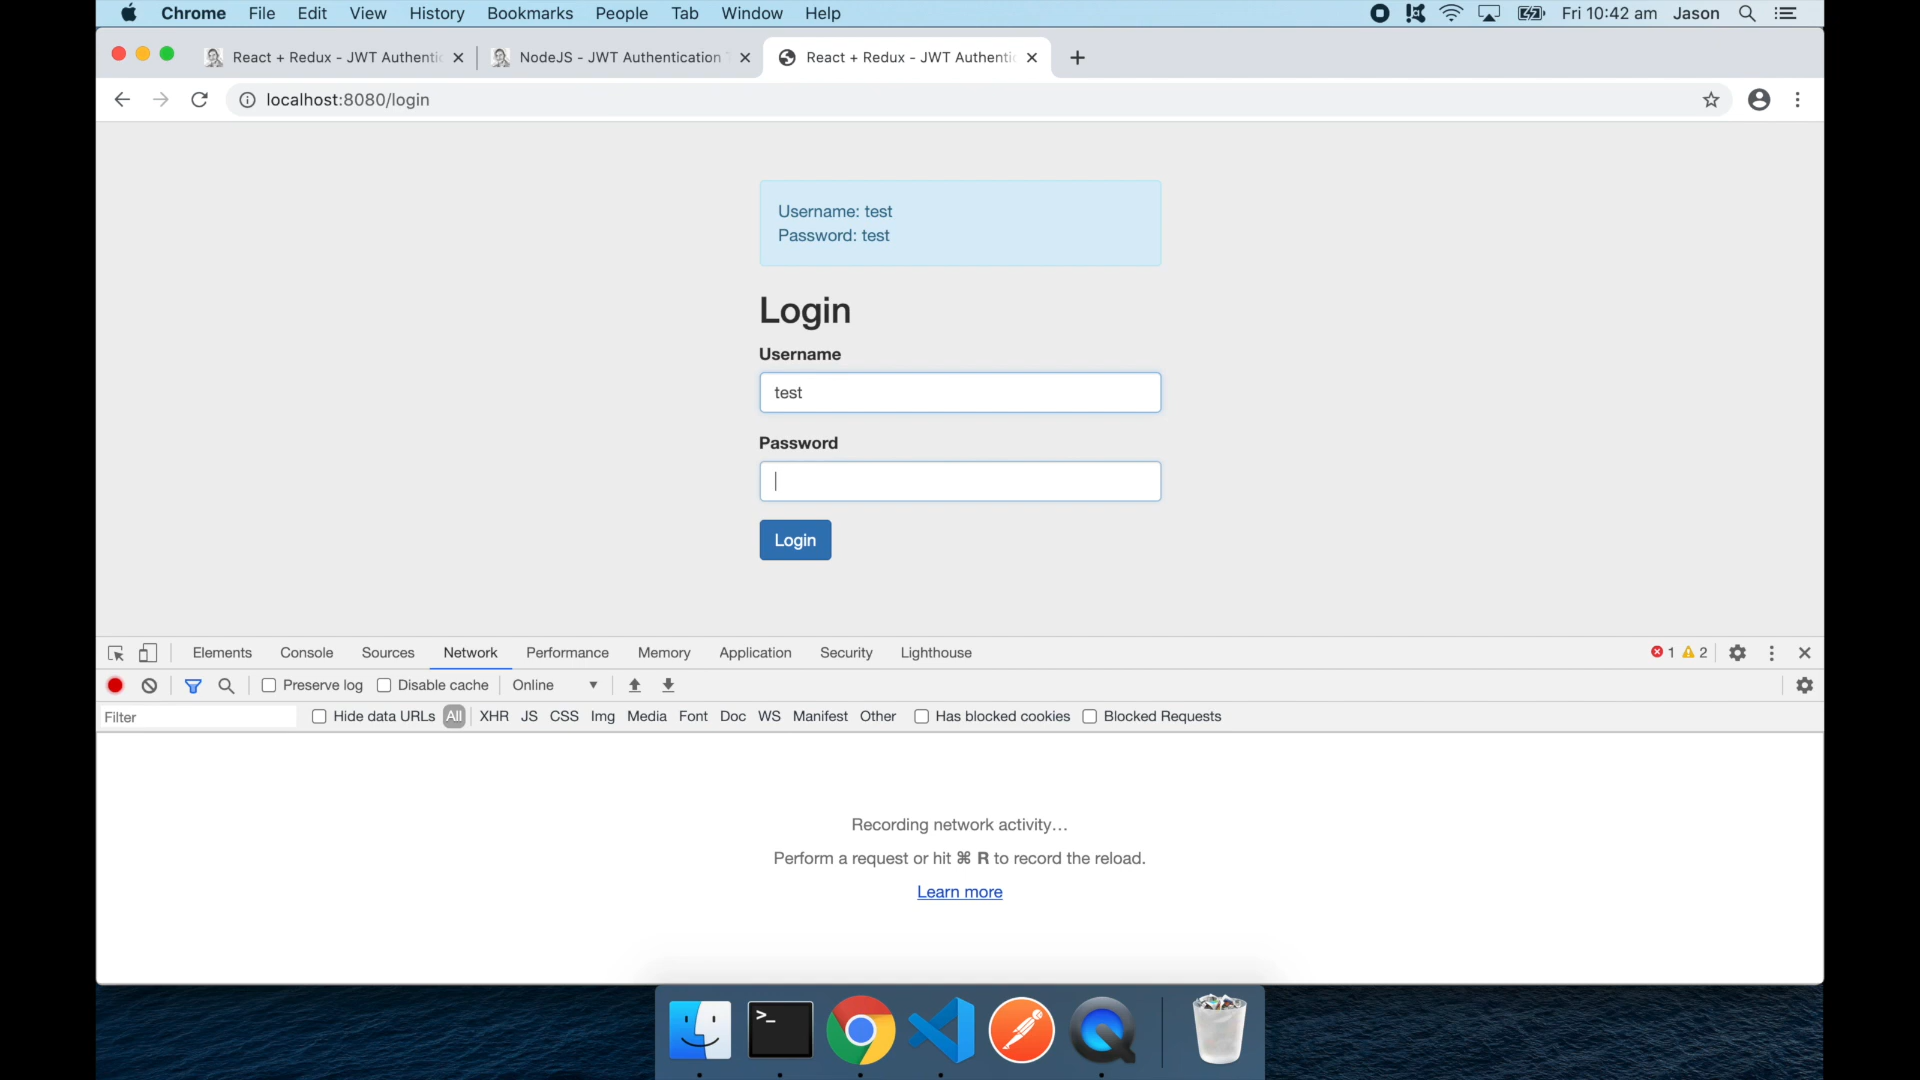 Chrome File Edit View History Bookmarks People Tab Window Help Fri 10:42 am Jason
React + Redux - JWT Authentic NodeJS - JWT Authentication T React + Redux - JWT Authentic
localhost:8080/login
Username: test
Password: test
Login
Username
test
Password
Login
Elements Console Sources Network Performance Memory Application Security Lighthouse 1 2
Preserve log Disable cache Online
Filter Hide data URLs All XHR JS CSS Img Media Font Doc WS Manifest Other Has blocked cookies Blocked Requests
Recording network activity…
Perform a request or hit ⌘ R to record the reload.
Learn more